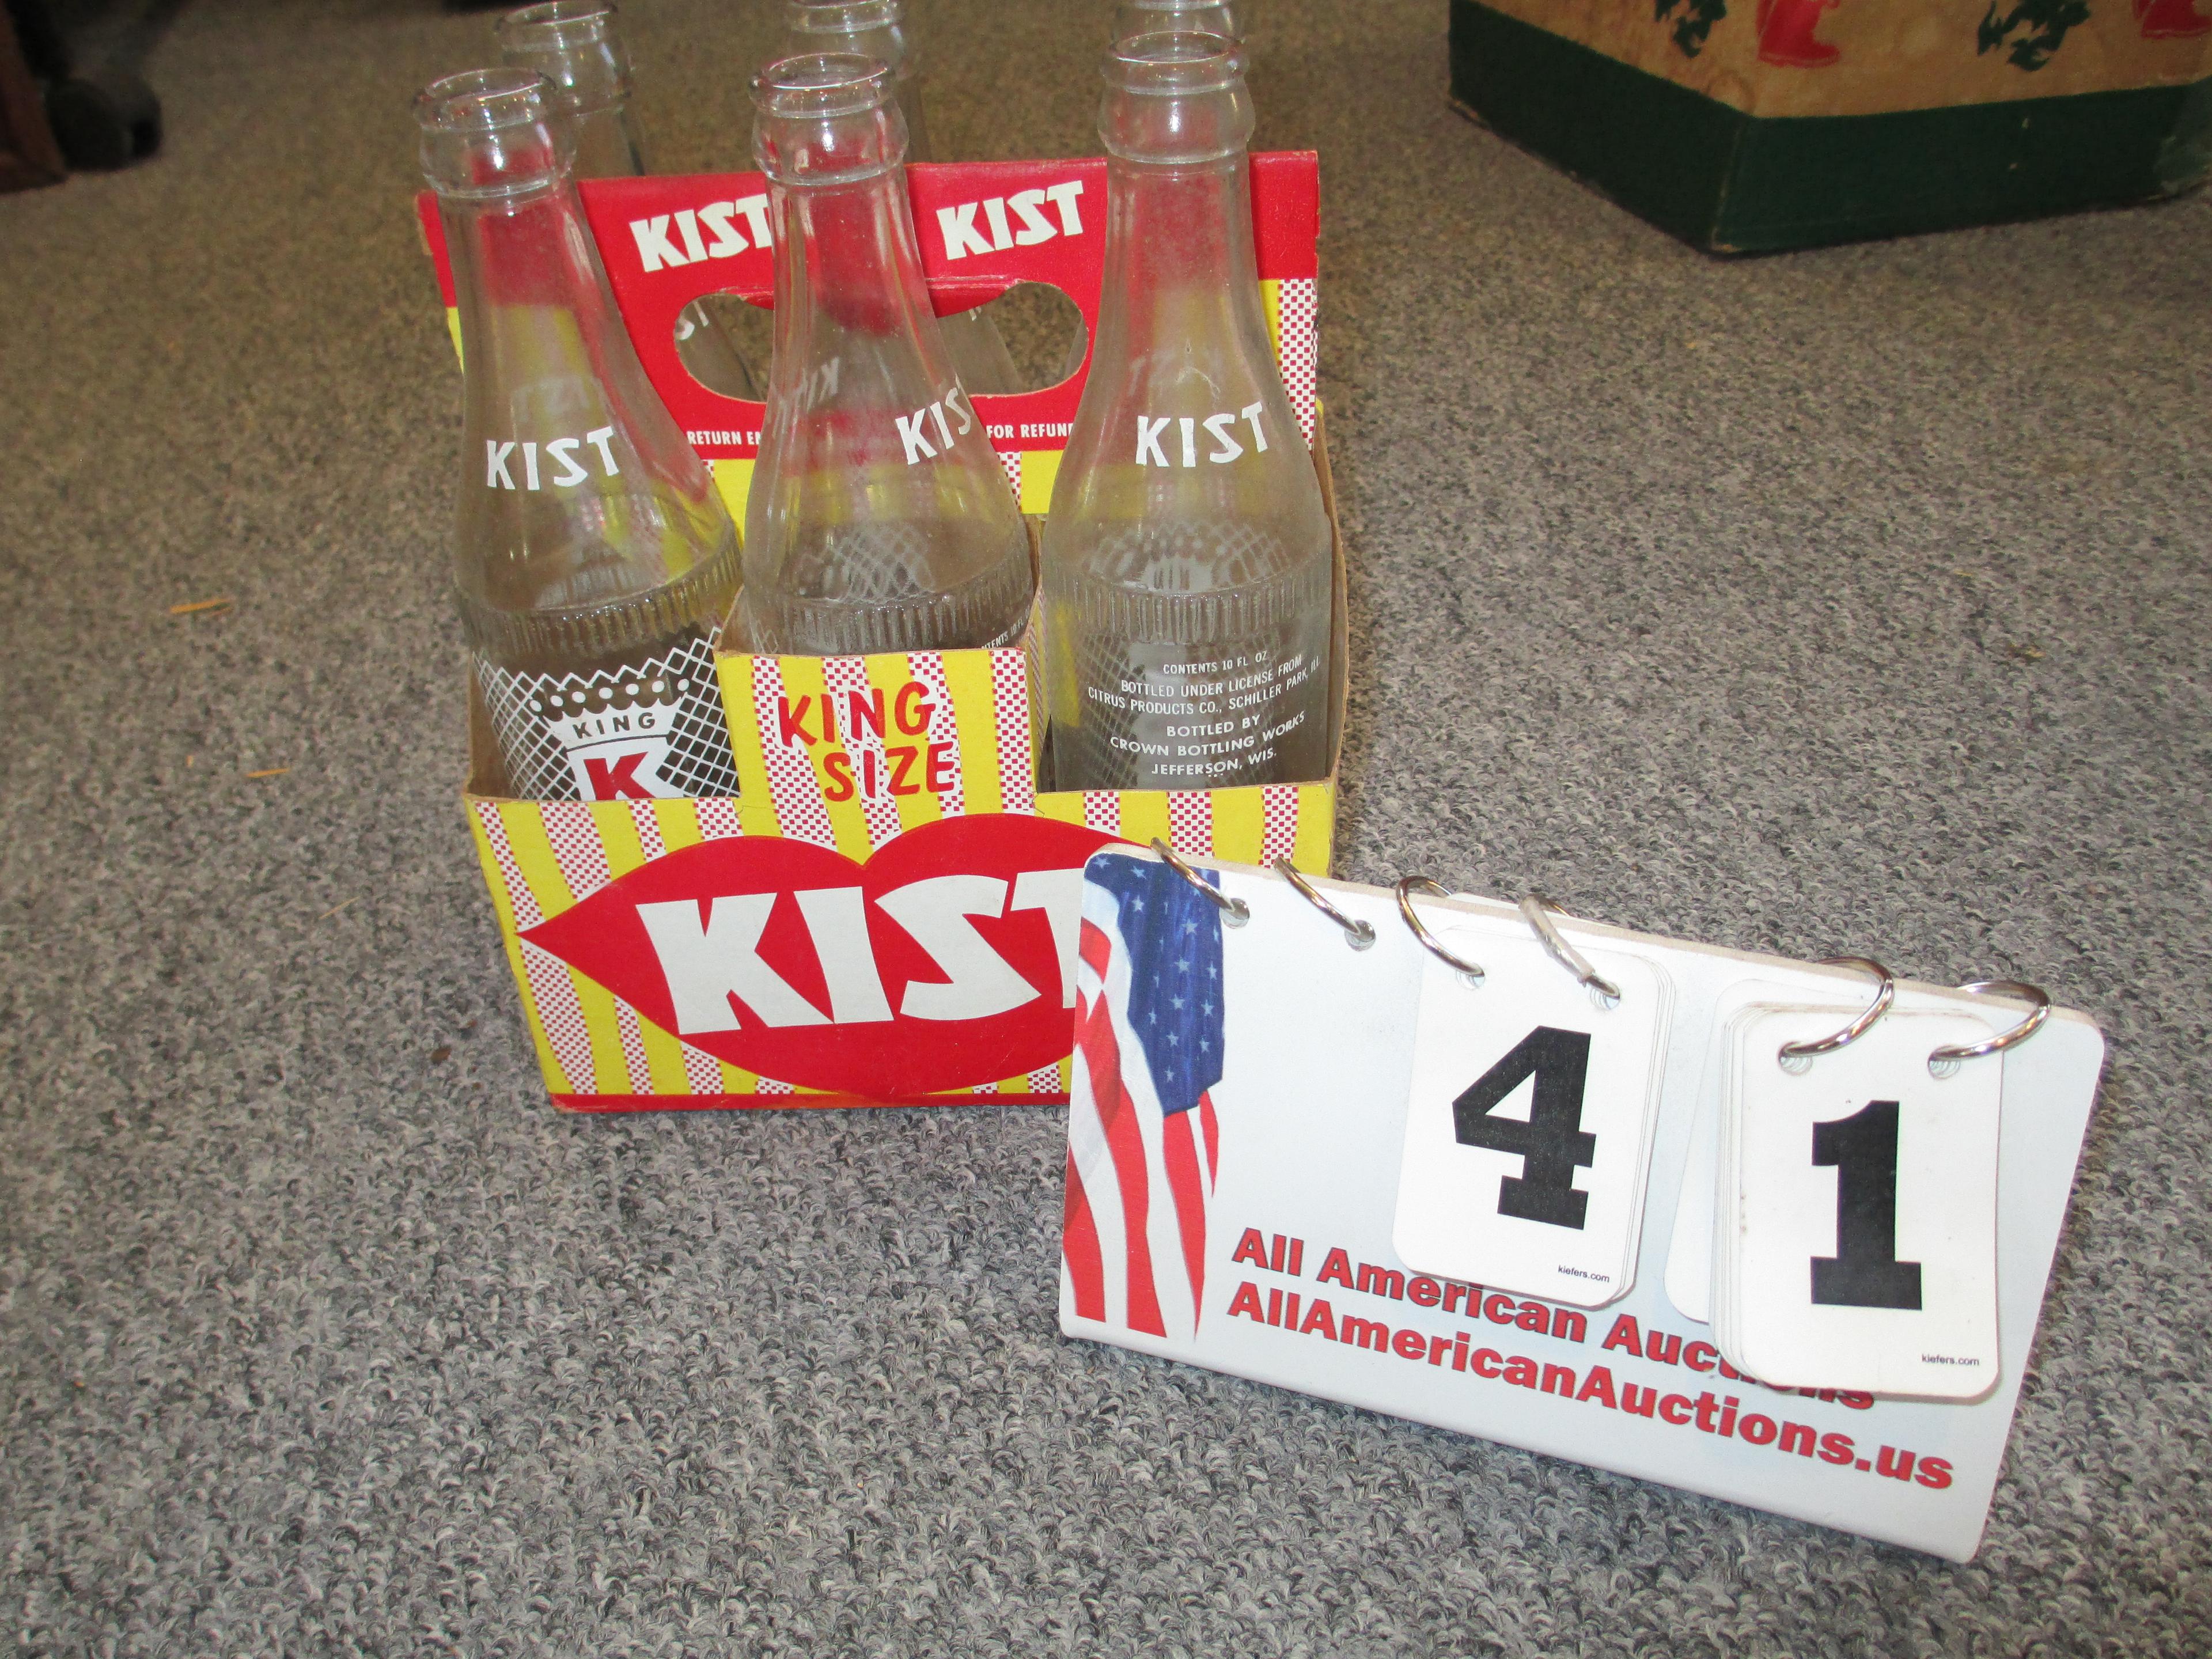 KIST KIST
RETURN
FOR REFUND
KIST
KIST
KIST
KING
K
KING
SIZE
CONTENTS 10 FL. OZ.
BOTTLED UNDER LICENSE FROM
CITRUS PRODUCTS CO., SCHILLER PARK, ILL.
BOTTLED BY
CROWN BOTTLING WORKS
JEFFERSON, WIS.
KIST
4 1
kiefers.com
kiefers.com
All American Auctions
AllAmericanAuctions.us